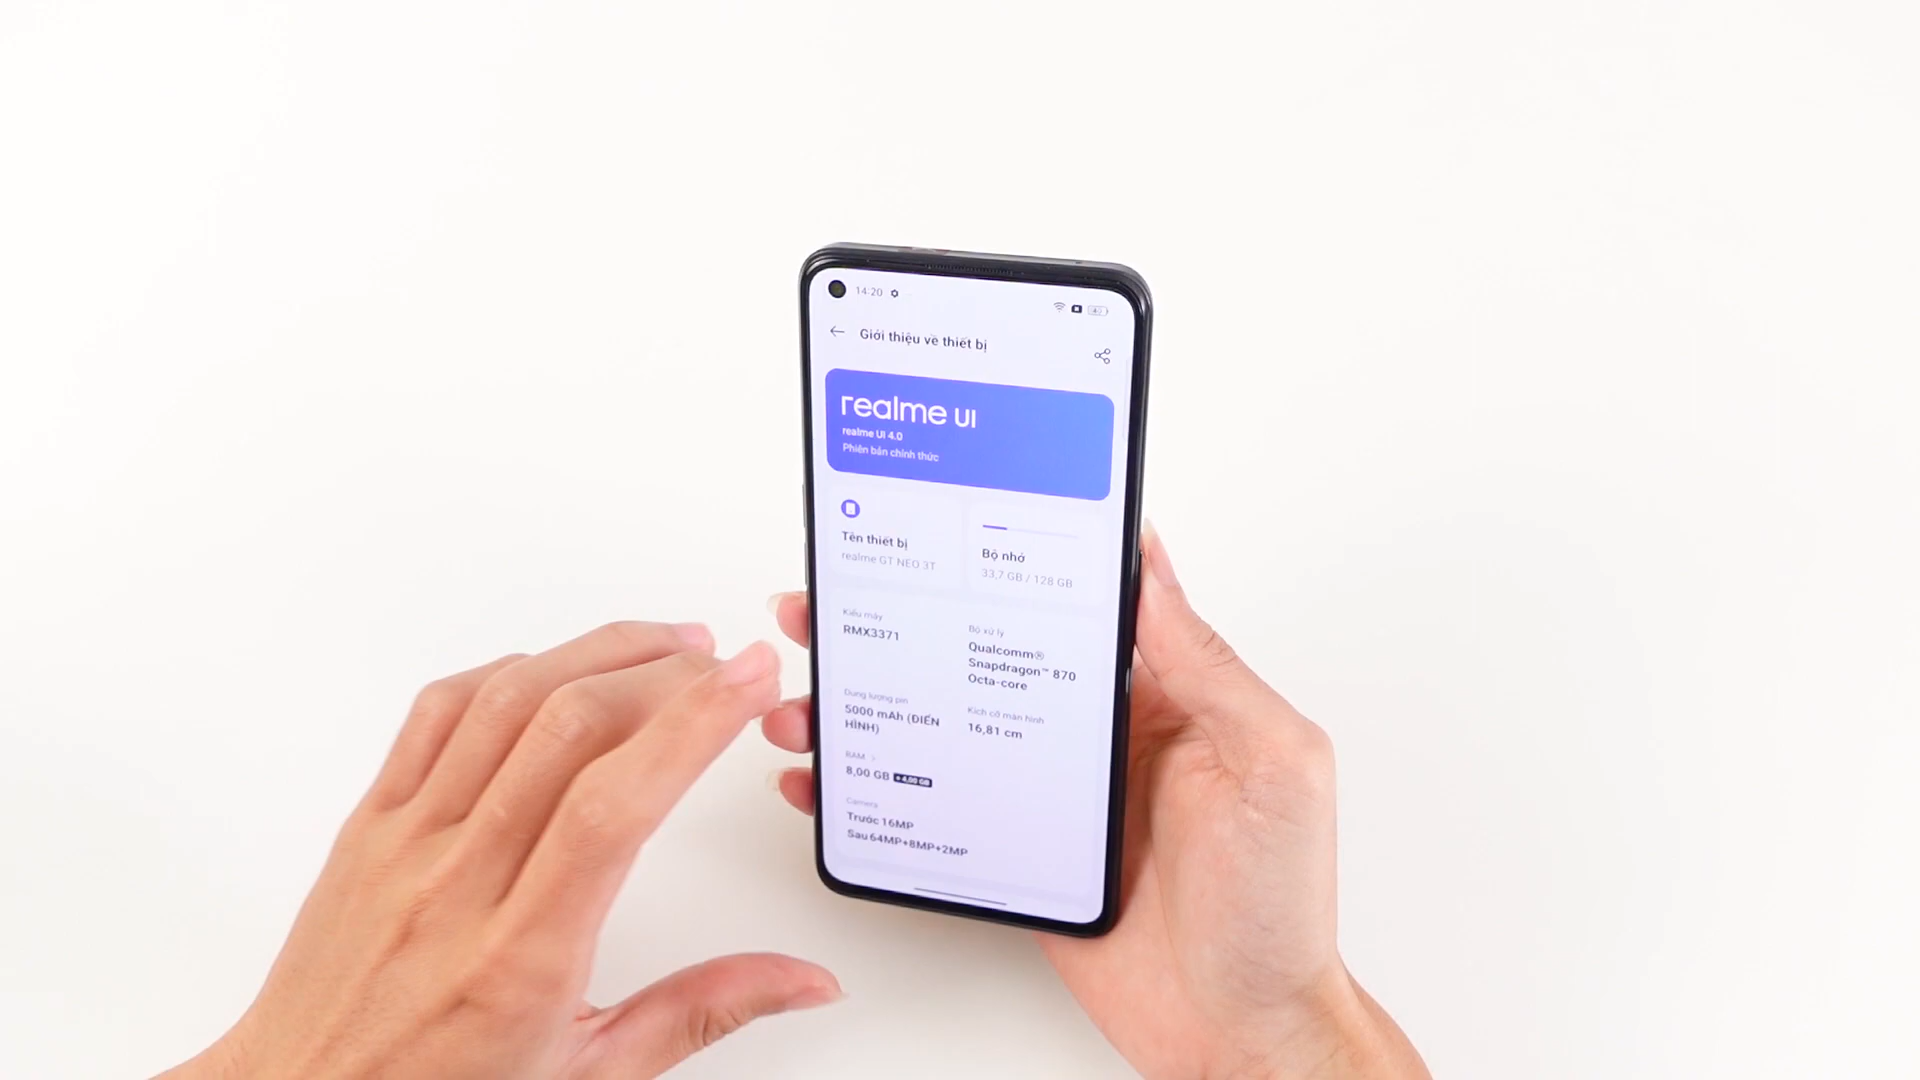 14:20
Giới thiệu về thiết bị
realme UI
realme UI 4.0
Phiên bản chính thức
Tên thiết bị
realme GT NEO 3T
Bộ nhớ
33,7 GB / 128 GB
Kiểu máy
RMX3371
Bộ xử lý
Qualcomm®
Snapdragon™ 870
Octa-core
Dung lượng pin
5000 mAh (ĐIỂN
HÌNH)
Kích cỡ màn hình
16,81 cm
RAM >
8,00 GB + 4,00 GB
Camera
Trước 16MP
Sau 64MP+8MP+2MP